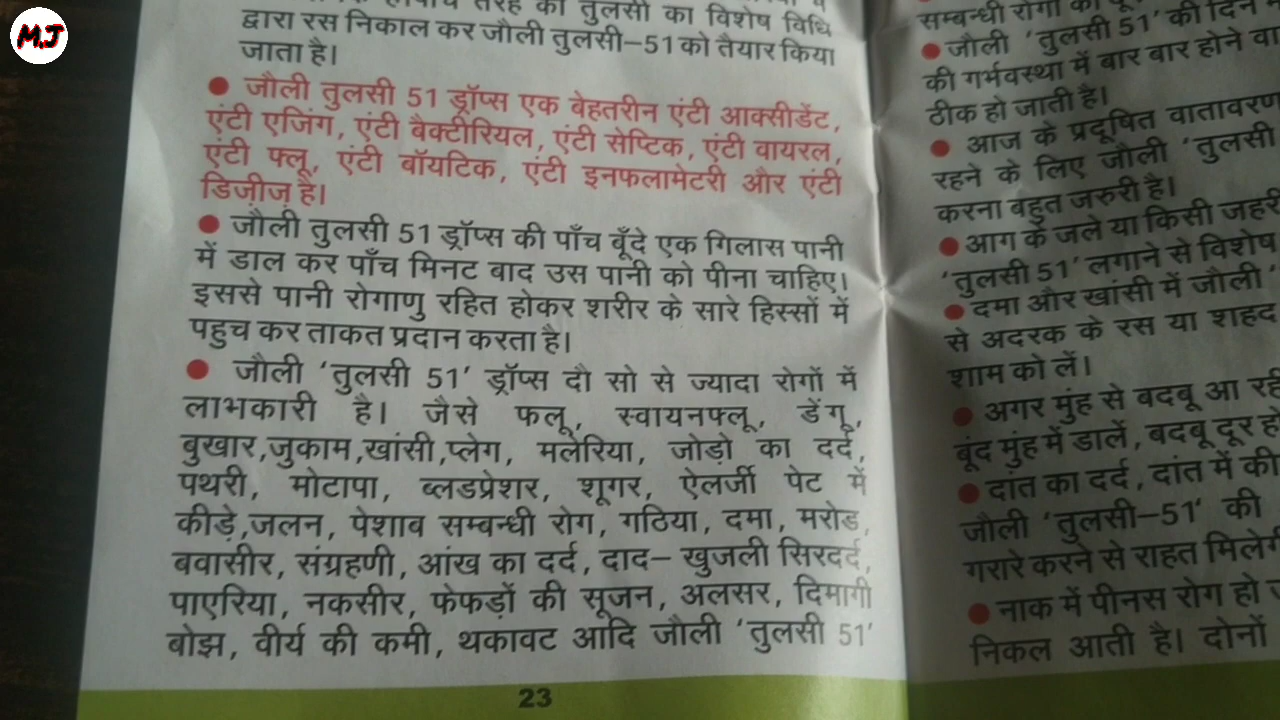 M.J
तरह की तुलसी का विशेष विधि
द्वारा रस निकाल कर जौली तुलसी–51 को तैयार किया
जाता है।
● जौली तुलसी 51 ड्रॉप्स एक बेहतरीन एंटी आक्सीडेंट,
एंटी एजिंग, एंटी बैक्टीरियल, एंटी सेप्टिक, एंटी वायरल,
एंटी फ्लू, एंटी बॉयटिक, एंटी इनफलामेटरी और एंटी
डिज़ीज़ है।
● जौली तुलसी 51 ड्रॉप्स की पाँच बूँदे एक गिलास पानी
में डाल कर पाँच मिनट बाद उस पानी को पीना चाहिए।
इससे पानी रोगाणु रहित होकर शरीर के सारे हिस्सों में
पहुच कर ताकत प्रदान करता है।
● जौली ‘तुलसी 51’ ड्रॉप्स दौ सो से ज्यादा रोगों में
लाभकारी है। जैसे फलू, स्वायनफ्लू, डेंगू,
बुखार,जुकाम,खांसी,प्लेग, मलेरिया, जोड़ो का दर्द,
पथरी, मोटापा, ब्लडप्रेशर, शूगर, ऐलर्जी पेट में
कीड़े,जलन, पेशाब सम्बन्धी रोग, गठिया, दमा, मरोड,
बवासीर, संग्रहणी, आंख का दर्द, दाद– खुजली सिरदर्द,
पाएरिया, नकसीर, फेफड़ों की सूजन, अलसर, दिमागी
बोझ, वीर्य की कमी, थकावट आदि जौली ‘तुलसी 51’
23
सम्बन्धी रोगों
● जौली ‘तुलसी 51’ की दिन
की गर्भवस्था में बार बार होने
ठीक हो जाती है।
● आज के प्रदूषित वातावरण
रहने के लिए जौली ‘तुलसी
करना बहुत जरुरी है।
● आग के जले या किसी
‘तुलसी 51’ लगाने से विशेष
● दमा और खांसी में जौली
से अदरक के रस या शहद
शाम को लें।
● अगर मुंह से बदबू आ
बूंद मुंह में डालें, बदबू दूर
● दांत का दर्द, दांत में
जौली ‘तुलसी–51‘ की
गरारे करने से राहत
● नाक में पीनस रोग हो
निकल आती है। दोनों